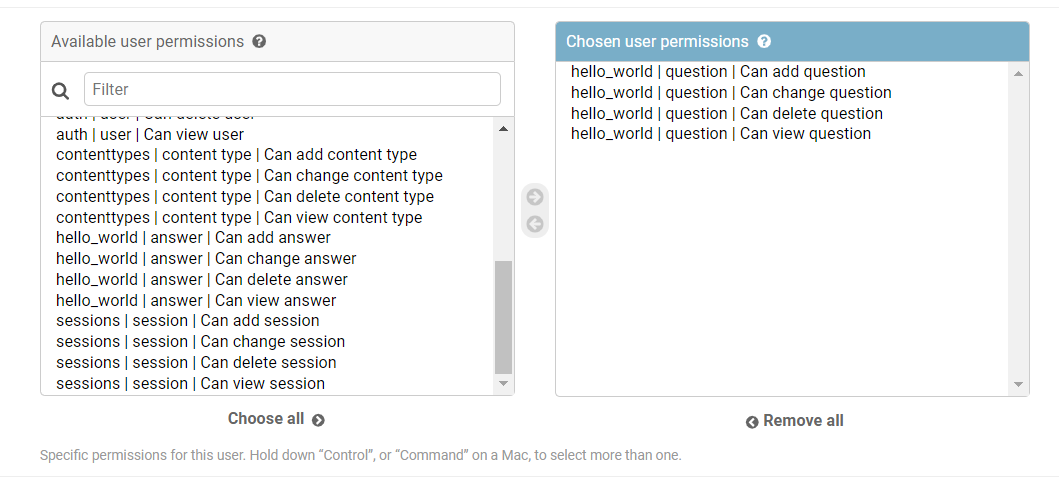 Available user permissions ?
Filter
auth | user | Can delete user
auth | user | Can view user
contenttypes | content type | Can add content type
contenttypes | content type | Can change content type
contenttypes | content type | Can delete content type
contenttypes | content type | Can view content type
hello_world | answer | Can add answer
hello_world | answer | Can change answer
hello_world | answer | Can delete answer
hello_world | answer | Can view answer
sessions | session | Can add session
sessions | session | Can change session
sessions | session | Can delete session
sessions | session | Can view session
Choose all
Chosen user permissions ?
hello_world | question | Can add question
hello_world | question | Can change question
hello_world | question | Can delete question
hello_world | question | Can view question
Remove all
Specific permissions for this user. Hold down “Control”, or “Command” on a Mac, to select more than one.